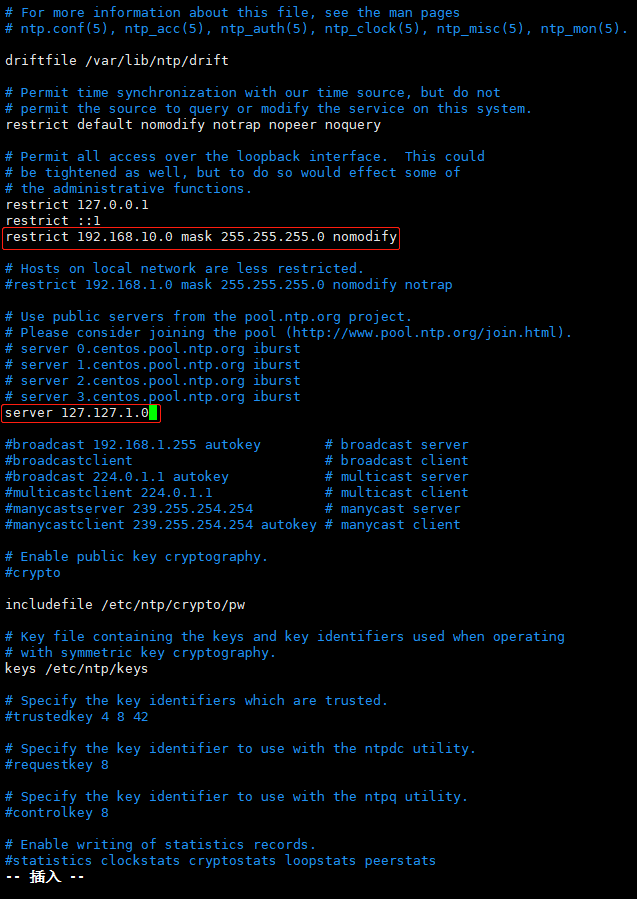 # For more information about this file, see the man pages
# ntp.conf(5), ntp_acc(5), ntp_auth(5), ntp_clock(5), ntp_misc(5), ntp_mon(5).
driftfile /var/lib/ntp/drift
# Permit time synchronization with our time source, but do not
# permit the source to query or modify the service on this system.
restrict default nomodify notrap nopeer noquery
# Permit all access over the loopback interface.  This could
# be tightened as well, but to do so would effect some of
# the administrative functions.
restrict 127.0.0.1
restrict ::1
restrict 192.168.10.0 mask 255.255.255.0 nomodify
# Hosts on local network are less restricted.
#restrict 192.168.1.0 mask 255.255.255.0 nomodify notrap
# Use public servers from the pool.ntp.org project.
# Please consider joining the pool (http://www.pool.ntp.org/join.html).
# server 0.centos.pool.ntp.org iburst
# server 1.centos.pool.ntp.org iburst
# server 2.centos.pool.ntp.org iburst
# server 3.centos.pool.ntp.org iburst
server 127.127.1.0
#broadcast 192.168.1.255 autokey        # broadcast server
#broadcastclient                        # broadcast client
#broadcast 224.0.1.1 autokey            # multicast server
#multicastclient 224.0.1.1              # multicast client
#manycastserver 239.255.254.254         # manycast server
#manycastclient 239.255.254.254 autokey # manycast client
# Enable public key cryptography.
#crypto
includefile /etc/ntp/crypto/pw
# Key file containing the keys and key identifiers used when operating
# with symmetric key cryptography.
keys /etc/ntp/keys
# Specify the key identifiers which are trusted.
#trustedkey 4 8 42
# Specify the key identifier to use with the ntpdc utility.
#requestkey 8
# Specify the key identifier to use with the ntpq utility.
#controlkey 8
# Enable writing of statistics records.
#statistics clockstats cryptostats loopstats peerstats
-- 插入 --